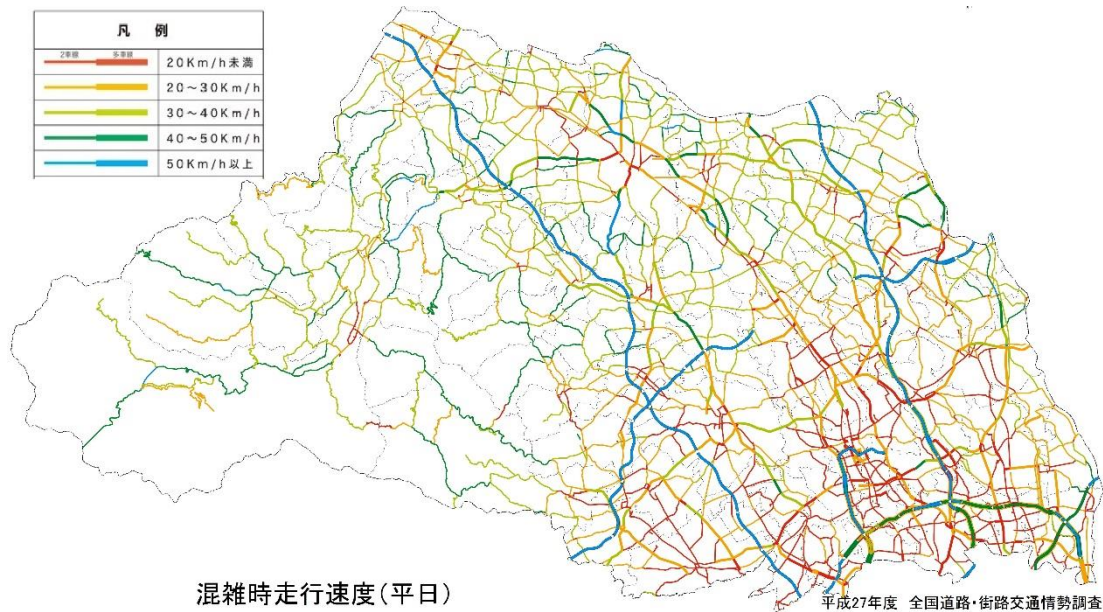 凡 例
2車線 多車線
20Km/h未満
20～30Km/h
30～40Km/h
40～50Km/h
50Km/h以上
混雑時走行速度(平日)
平成27年度 全国道路・街路交通情勢調査